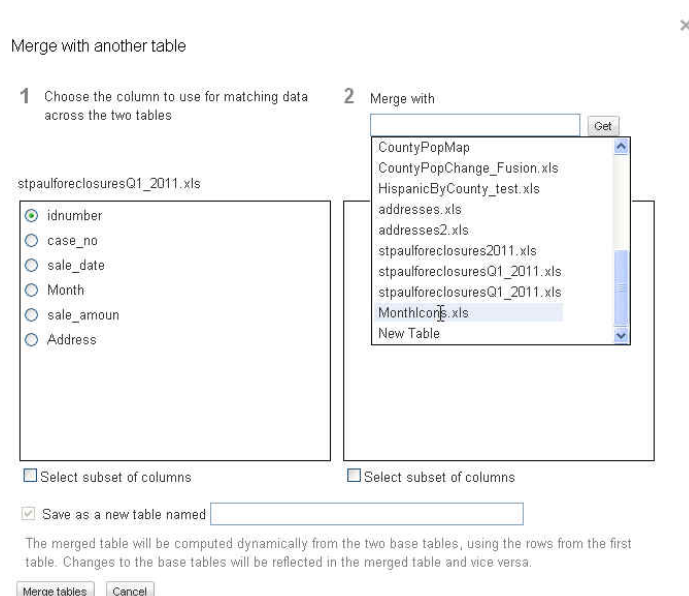 ×
Merge with another table
1 Choose the column to use for matching data
across the two tables
2 Merge with
Get
CountyPopMap
CountyPopChange_Fusion.xls
HispanicByCounty_test.xls
addresses.xls
addresses2.xls
stpaulforeclosures2011.xls
stpaulforeclosuresQ1_2011.xls
stpaulforeclosuresQ1_2011.xls
MonthIcons.xls
New Table
stpaulforeclosuresQ1_2011.xls
idnumber
case_no
sale_date
Month
sale_amoun
Address
Select subset of columns
Select subset of columns
Save as a new table named
The merged table will be computed dynamically from the two base tables, using the rows from the first
table. Changes to the base tables will be reflected in the merged table and vice versa.
Merge tables Cancel